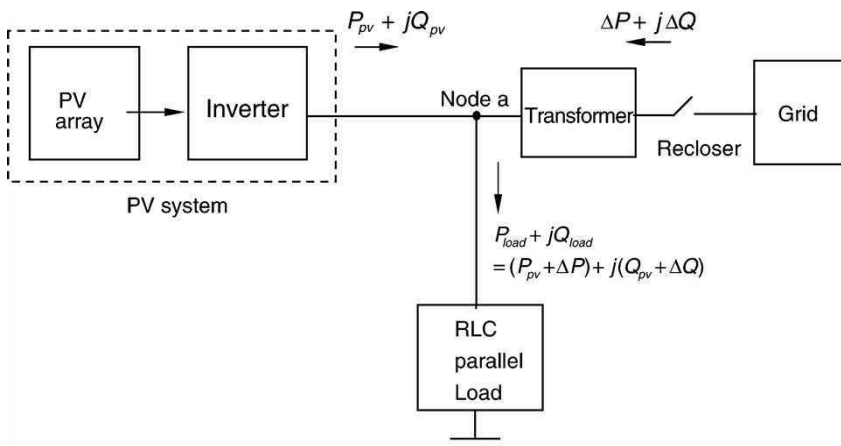 P_pv + jQ_pv
ΔP + jΔQ
PV
array
Inverter
Node a
Transformer
Grid
Recloser
PV system
P_load + jQ_load
= (P_pv + ΔP) + j(Q_pv + ΔQ)
RLC
parallel
Load